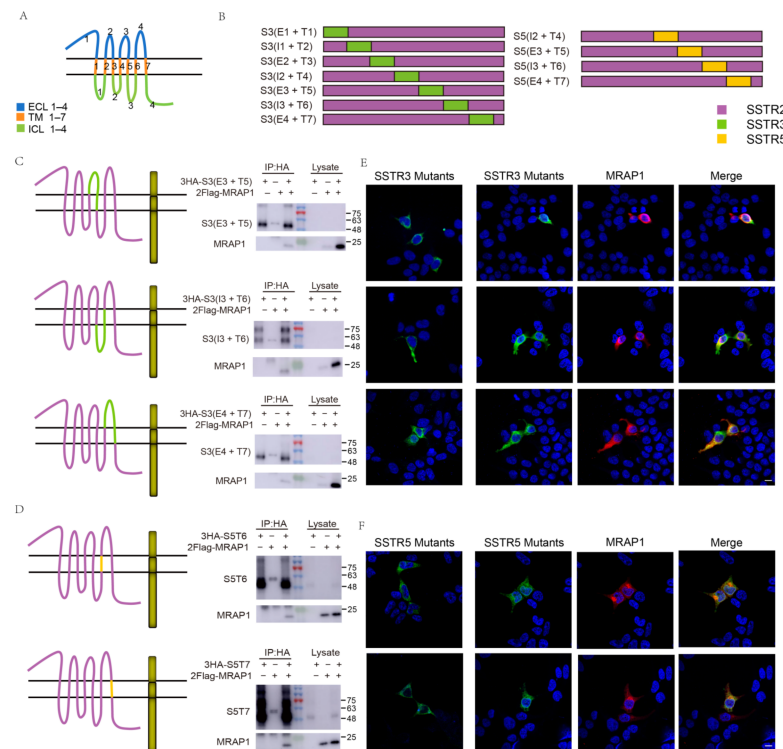 A
1
2
3
4
1 2 3 4 5 6 7
1
2
3
4
ECL 1–4
TM 1–7
ICL 1–4
B
S3(E1 + T1)
S3(I1 + T2)
S3(E2 + T3)
S3(I2 + T4)
S3(E3 + T5)
S3(I3 + T6)
S3(E4 + T7)
S5(I2 + T4)
S5(E3 + T5)
S5(I3 + T6)
S5(E4 + T7)
SSTR2
SSTR3
SSTR5
C
IP:HA Lysate
3HA-S3(E3 + T5) + − + + − +
2Flag-MRAP1 − + + − + +
S3(E3 + T5)
75
63
48
MRAP1
25
IP:HA Lysate
3HA-S3(I3 + T6) + − + + − +
2Flag-MRAP1 − + + − + +
S3(I3 + T6)
75
63
48
MRAP1
25
IP:HA Lysate
3HA-S3(E4 + T7) + − + + − +
2Flag-MRAP1 − + + − + +
S3(E4 + T7)
75
63
48
MRAP1
25
D
IP:HA Lysate
3HA-S5T6 + − + + − +
2Flag-MRAP1 − + + − + +
S5T6
75
63
48
MRAP1
25
IP:HA Lysate
3HA-S5T7 + − + + − +
2Flag-MRAP1 − + + − + +
S5T7
75
63
48
MRAP1
25
E
SSTR3 Mutants SSTR3 Mutants MRAP1 Merge
F
SSTR5 Mutants SSTR5 Mutants MRAP1 Merge